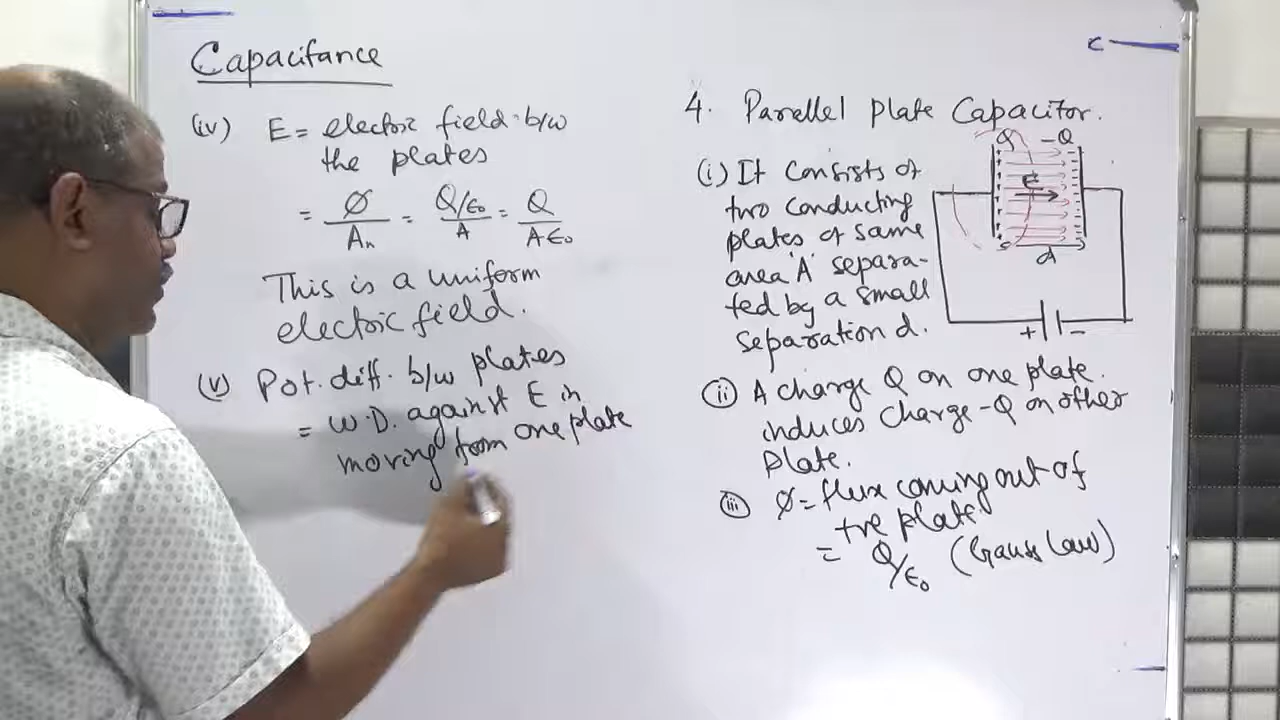 Capacitance
(iv) E = electric field b/w
the plates
= Ø/An = Q/ε₀/A = Q/Aε₀
This is a uniform
electric field.
(v) Pot. diff. b/w plates
= W.D. against E in
moving from one plate
C
4. Parallel plate Capacitor.
Q -Q
E
d
+ -
(i) It consists of
two conducting
plates of same
area 'A' separa-
ted by a small
separation d.
(ii) A charge Q on one plate.
induces charge -Q on other
plate.
(iii) Ø = flux coming out of
+ve plate
= Q/ε₀ (Gauss law)